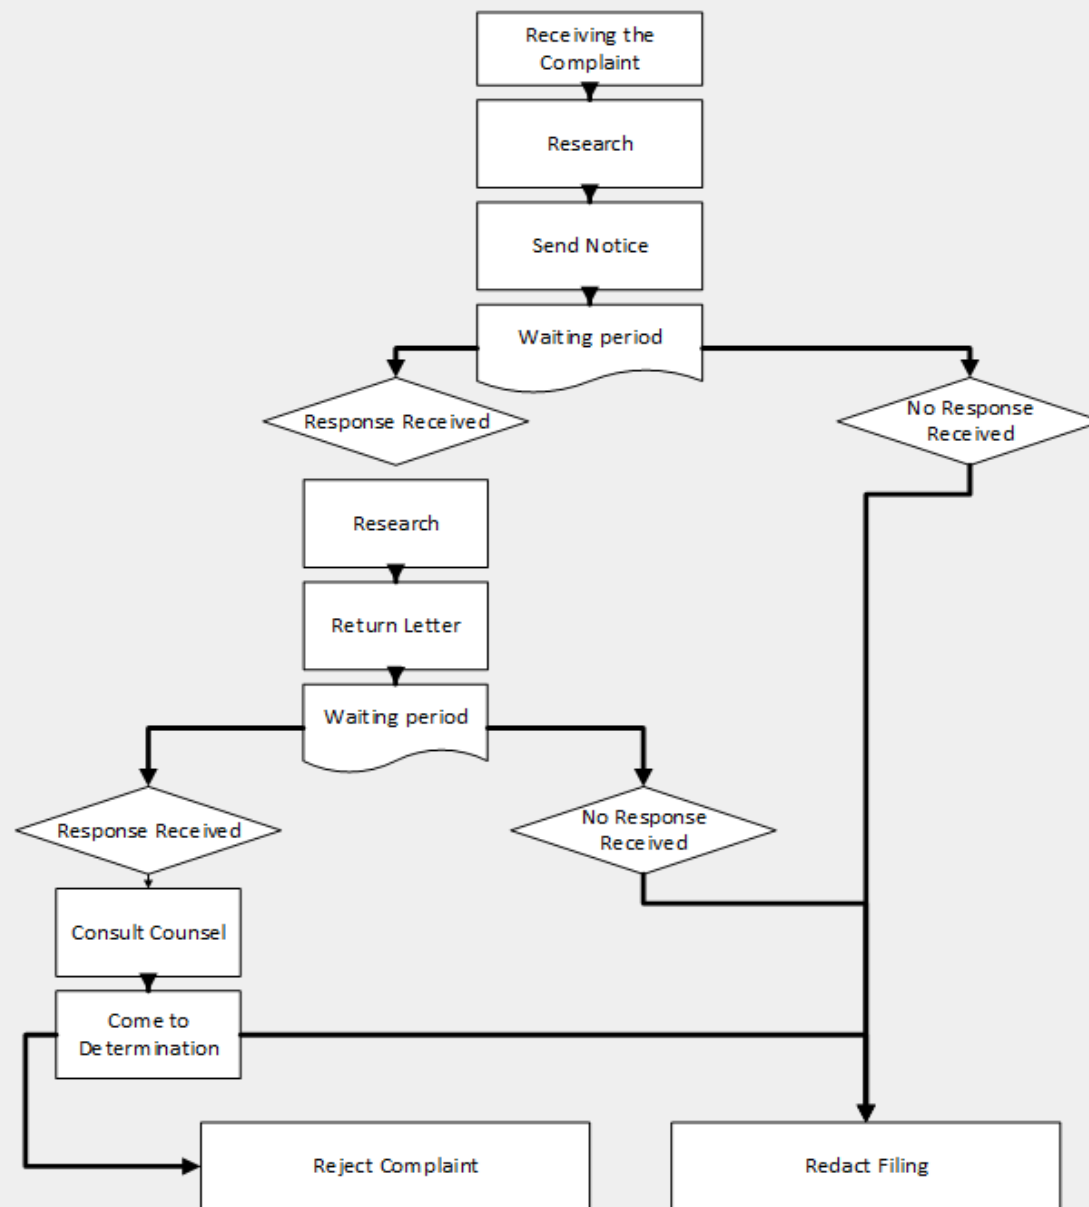 Receiving the
Complaint
Research
Send Notice
Waiting period
Response Received
No Response
Received
Research
Return Letter
Waiting period
Response Received
No Response
Received
Consult Counsel
Come to
Determination
Reject Complaint
Redact Filing